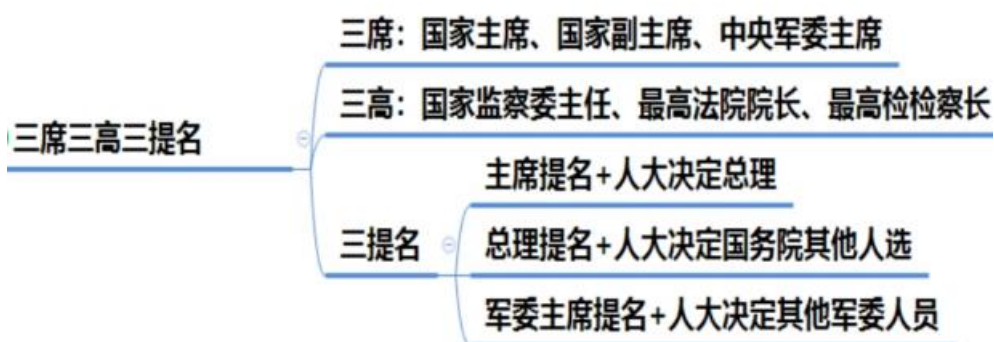 三席：国家主席、国家副主席、中央军委主席
三高：国家监察委主任、最高法院院长、最高检检察长
三席三高三提名
主席提名+人大决定总理
三提名
总理提名+人大决定国务院其他人选
军委主席提名+人大决定其他军委人员